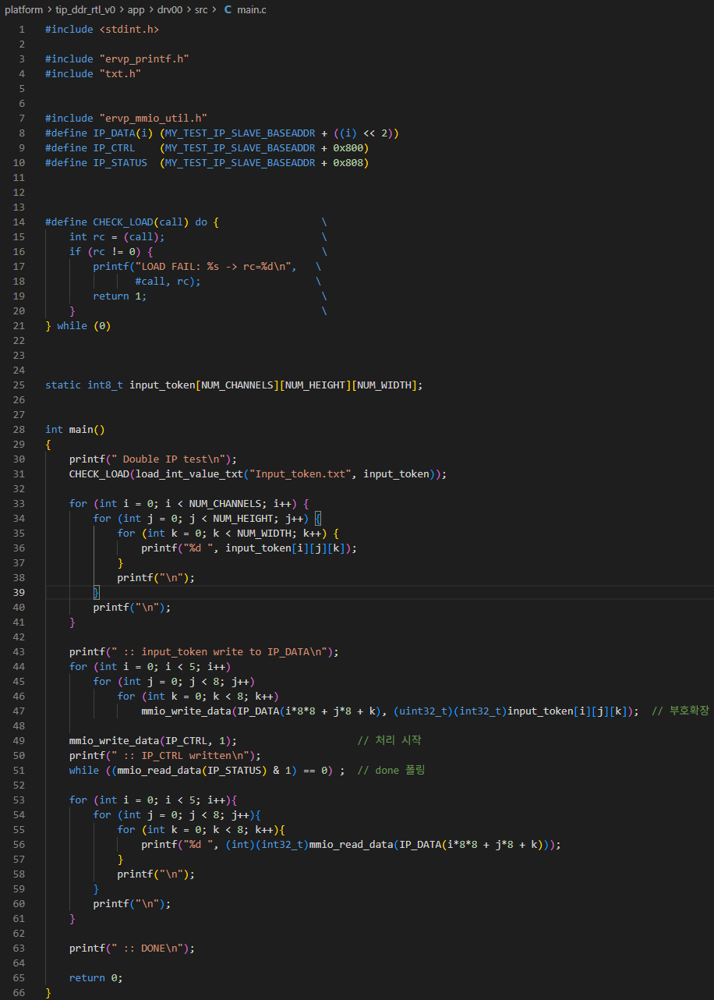 platform > tip_ddr_rtl_v0 > app > drv00 > src > C main.c
1 #include <stdint.h>
2
3 #include "ervp_printf.h"
4 #include "txt.h"
5
6
7 #include "ervp_mmio_util.h"
8 #define IP_DATA(i) (MY_TEST_IP_SLAVE_BASEADDR + ((i) << 2))
9 #define IP_CTRL    (MY_TEST_IP_SLAVE_BASEADDR + 0x800)
10 #define IP_STATUS  (MY_TEST_IP_SLAVE_BASEADDR + 0x808)
11
12
13
14 #define CHECK_LOAD(call) do {                 \
15     int rc = (call);                          \
16     if (rc != 0) {                            \
17         printf("LOAD FAIL: %s -> rc=%d\n",   \
18                #call, rc);                   \
19         return 1;                             \
20     }                                         \
21 } while (0)
22
23
24
25 static int8_t input_token[NUM_CHANNELS][NUM_HEIGHT][NUM_WIDTH];
26
27
28 int main()
29 {
30     printf(" Double IP test\n");
31     CHECK_LOAD(load_int_value_txt("Input_token.txt", input_token));
32
33     for (int i = 0; i < NUM_CHANNELS; i++) {
34         for (int j = 0; j < NUM_HEIGHT; j++) {
35             for (int k = 0; k < NUM_WIDTH; k++) {
36                 printf("%d ", input_token[i][j][k]);
37             }
38             printf("\n");
39         }
40         printf("\n");
41     }
42
43     printf(" :: input_token write to IP_DATA\n");
44     for (int i = 0; i < 5; i++)
45         for (int j = 0; j < 8; j++)
46             for (int k = 0; k < 8; k++)
47                 mmio_write_data(IP_DATA(i*8*8 + j*8 + k), (uint32_t)(int32_t)input_token[i][j][k]);  // 부호확장
48
49     mmio_write_data(IP_CTRL, 1);                    // 처리 시작
50     printf(" :: IP_CTRL written\n");
51     while ((mmio_read_data(IP_STATUS) & 1) == 0) ;  // done 폴링
52
53     for (int i = 0; i < 5; i++){
54         for (int j = 0; j < 8; j++){
55             for (int k = 0; k < 8; k++){
56                 printf("%d ", (int)(int32_t)mmio_read_data(IP_DATA(i*8*8 + j*8 + k)));
57             }
58             printf("\n");
59         }
60         printf("\n");
61     }
62
63     printf(" :: DONE\n");
64
65     return 0;
66 }